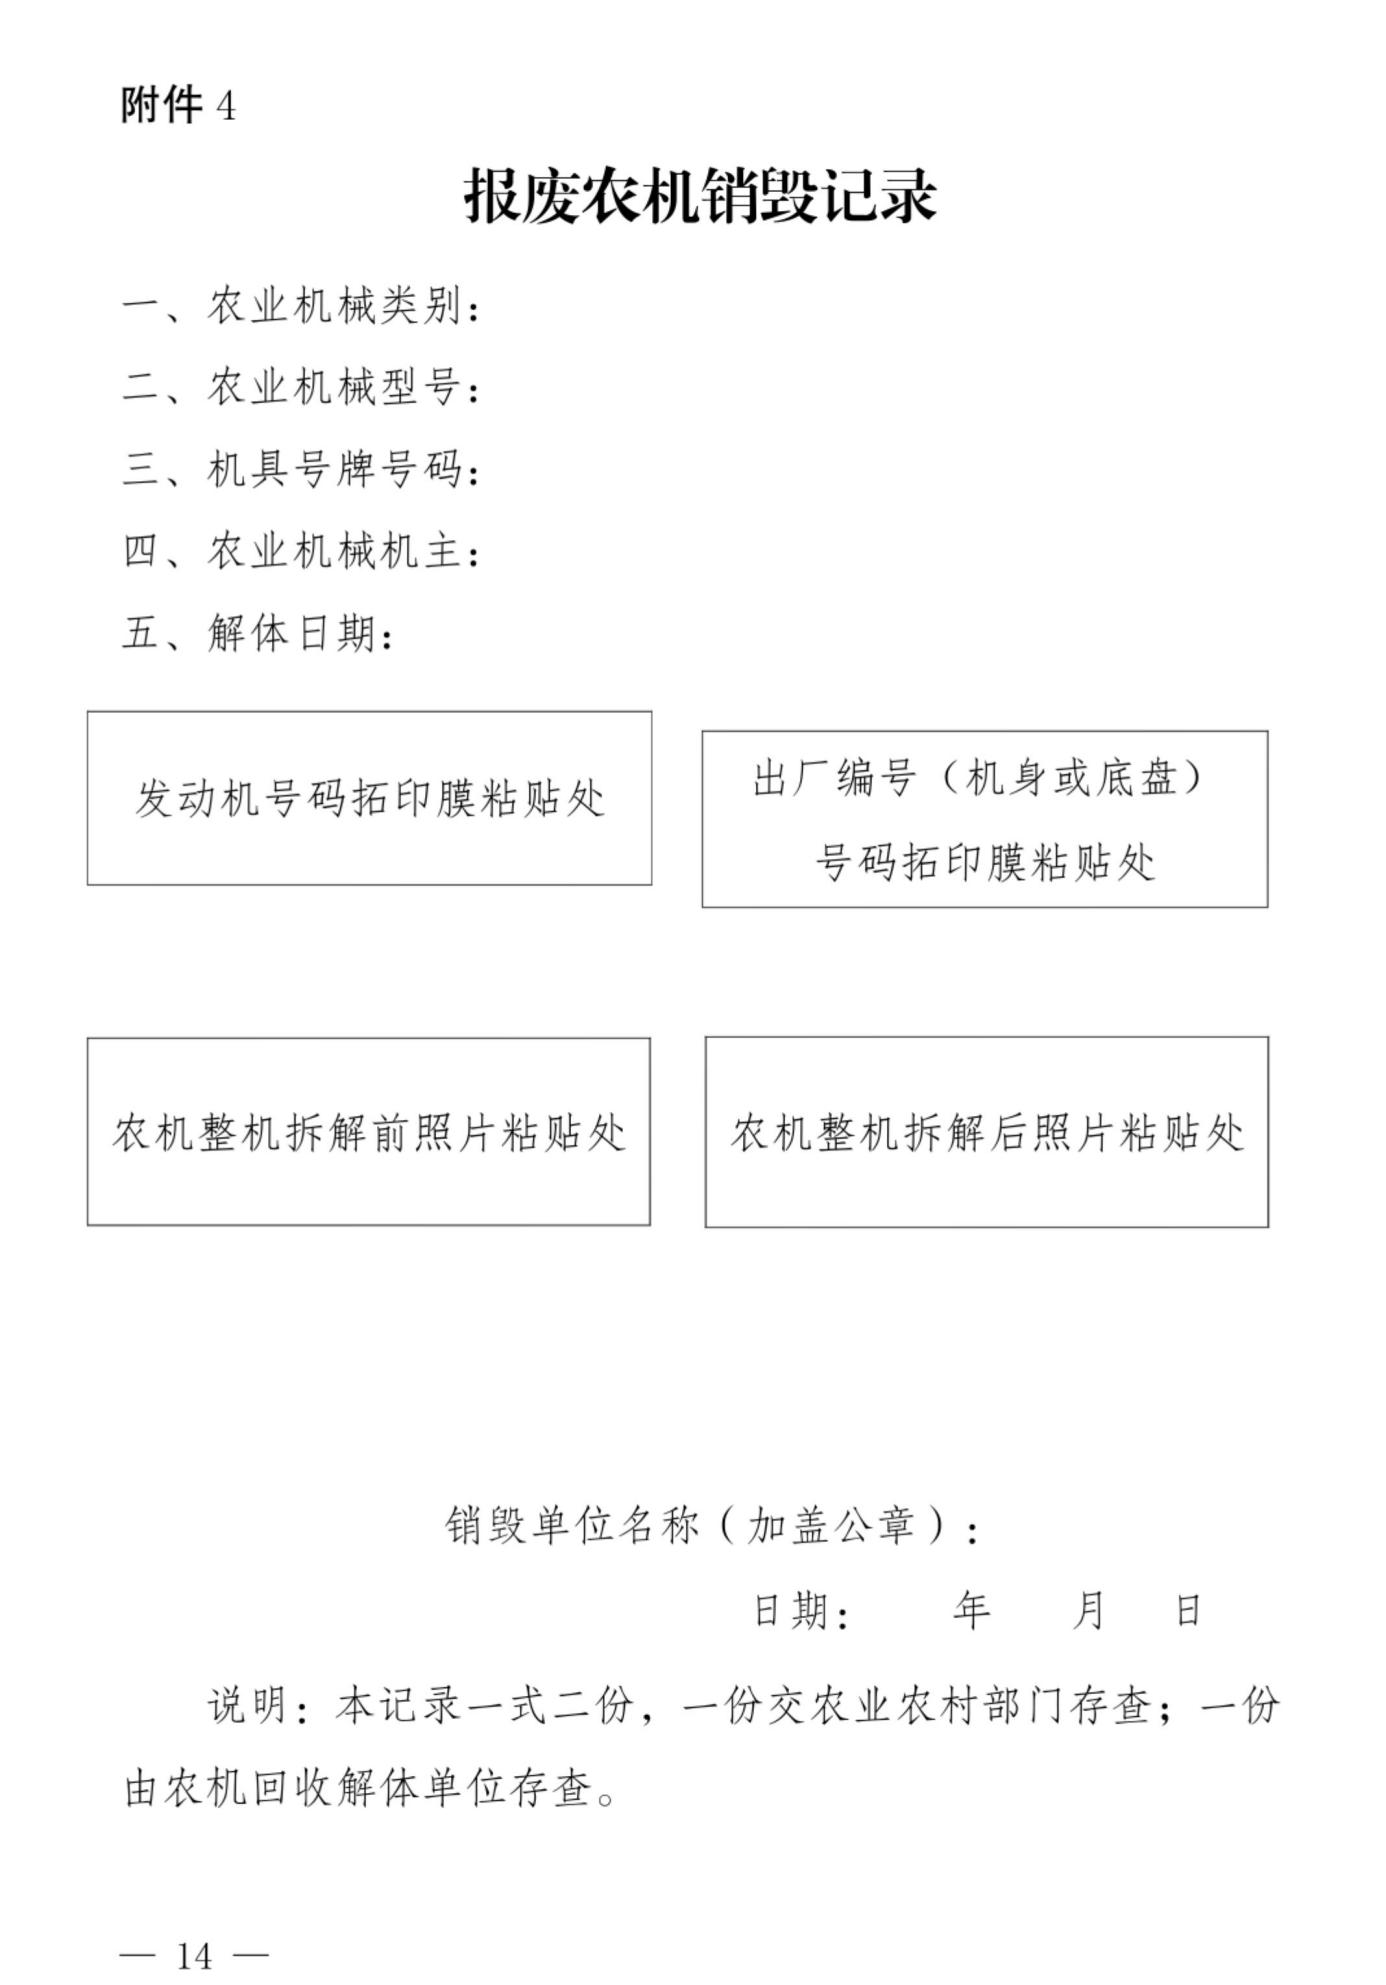 附件 4
报废农机销毁记录
一、农业机械类别：
二、农业机械型号：
三、机具号牌号码：
四、农业机械机主：
五、解体日期：
发动机号码拓印膜粘贴处
出厂编号（机身或底盘）
号码拓印膜粘贴处
农机整机拆解前照片粘贴处
农机整机拆解后照片粘贴处
销毁单位名称（加盖公章）：
日期： 年 月 日
说明：本记录一式二份，一份交农业农村部门存查；一份
由农机回收解体单位存查。
— 14 —